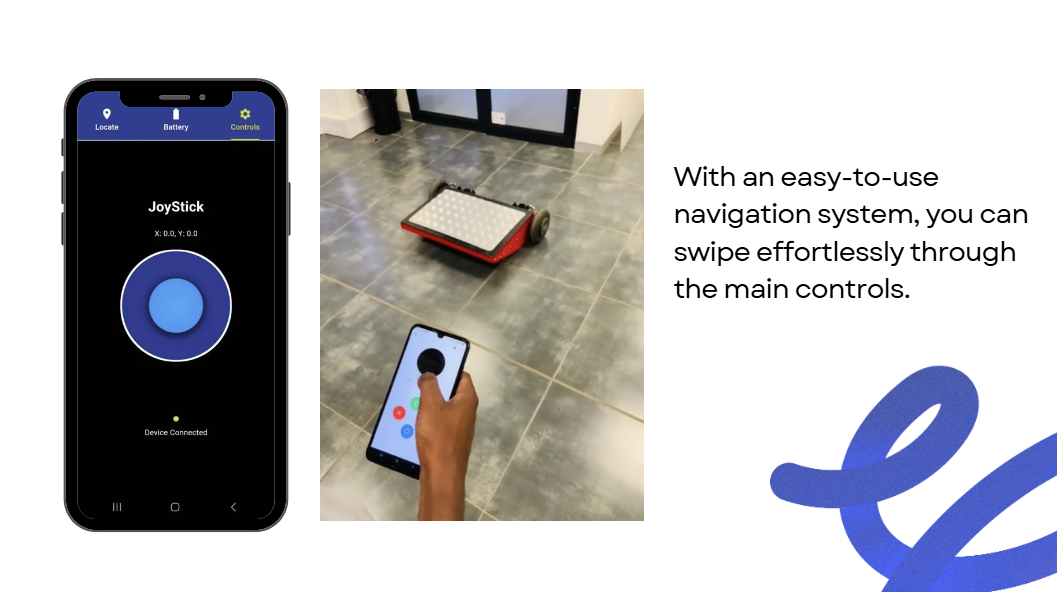 Locate
Battery
Controls
JoyStick
X: 0.0, Y: 0.0
Device Connected
With an easy-to-use
navigation system, you can
swipe effortlessly through
the main controls.